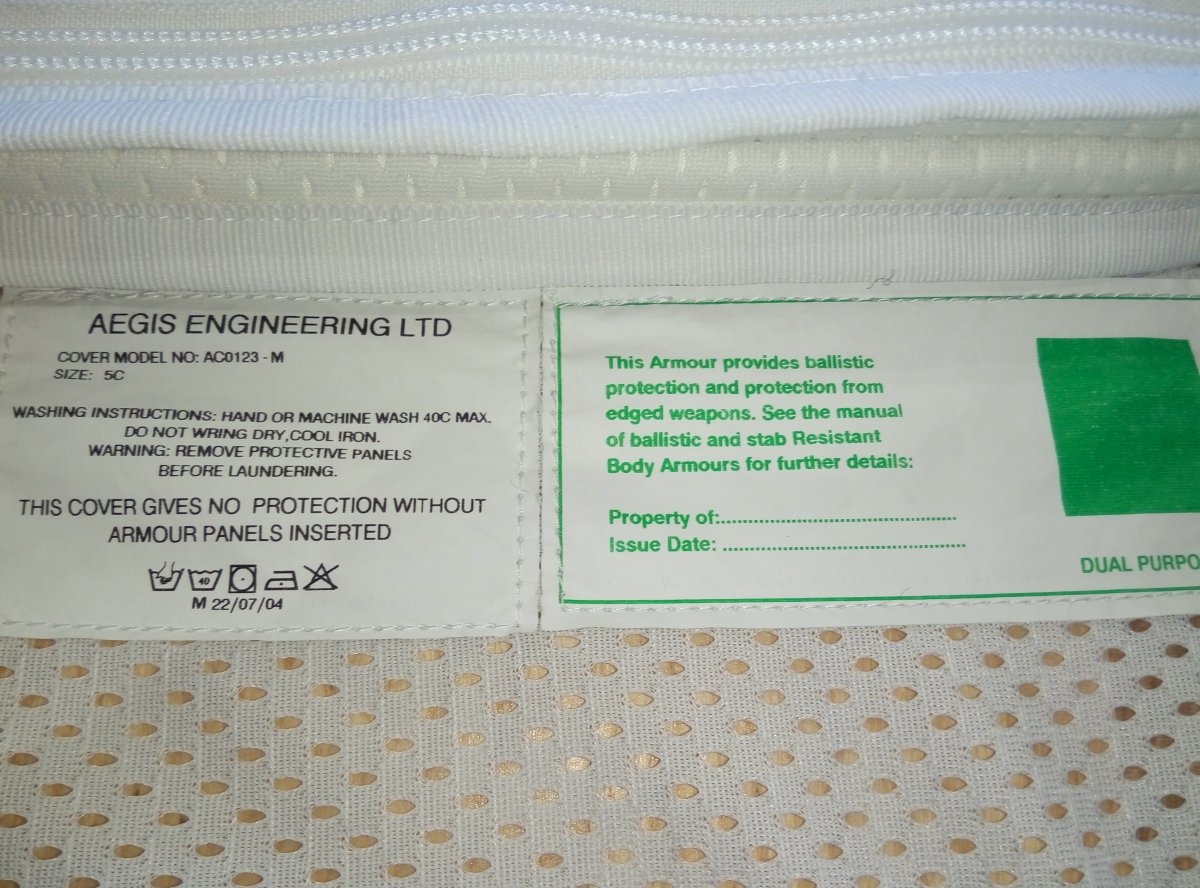 AEGIS ENGINEERING LTD
COVER MODEL NO: AC0123 - M
SIZE: 5C
WASHING INSTRUCTIONS: HAND OR MACHINE WASH 40C MAX.
DO NOT WRING DRY,COOL IRON.
WARNING: REMOVE PROTECTIVE PANELS
BEFORE LAUNDERING.
THIS COVER GIVES NO PROTECTION WITHOUT
ARMOUR PANELS INSERTED
40
M 22/07/04
This Armour provides ballistic
protection and protection from
edged weapons. See the manual
of ballistic and stab Resistant
Body Armours for further details:
Property of:...........................................
Issue Date: ............................................
DUAL PURPO